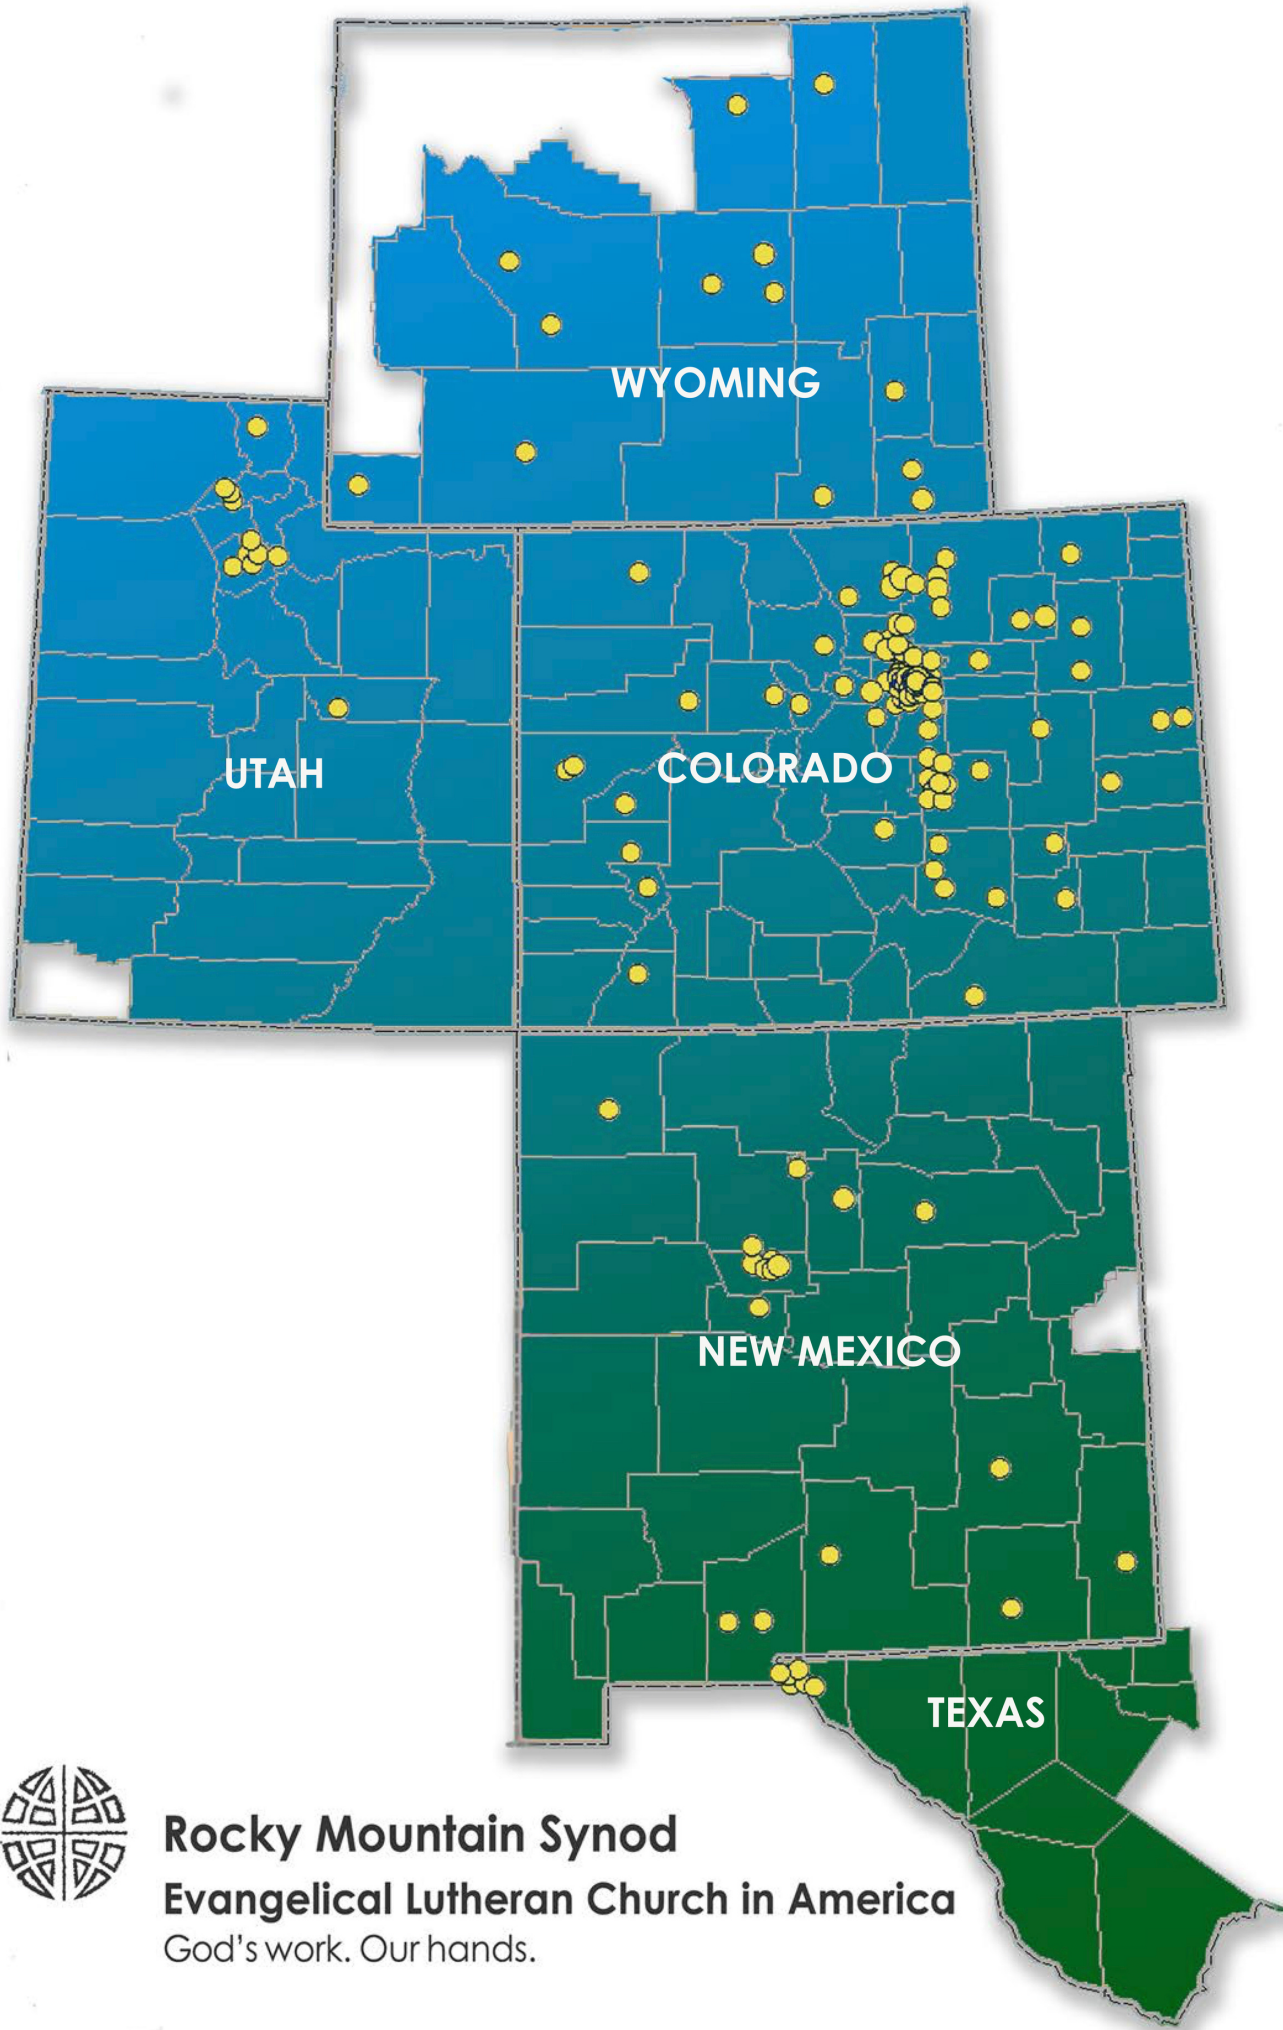 WYOMING
UTAH
COLORADO
NEW MEXICO
TEXAS
Rocky Mountain Synod
Evangelical Lutheran Church in America
God's work. Our hands.